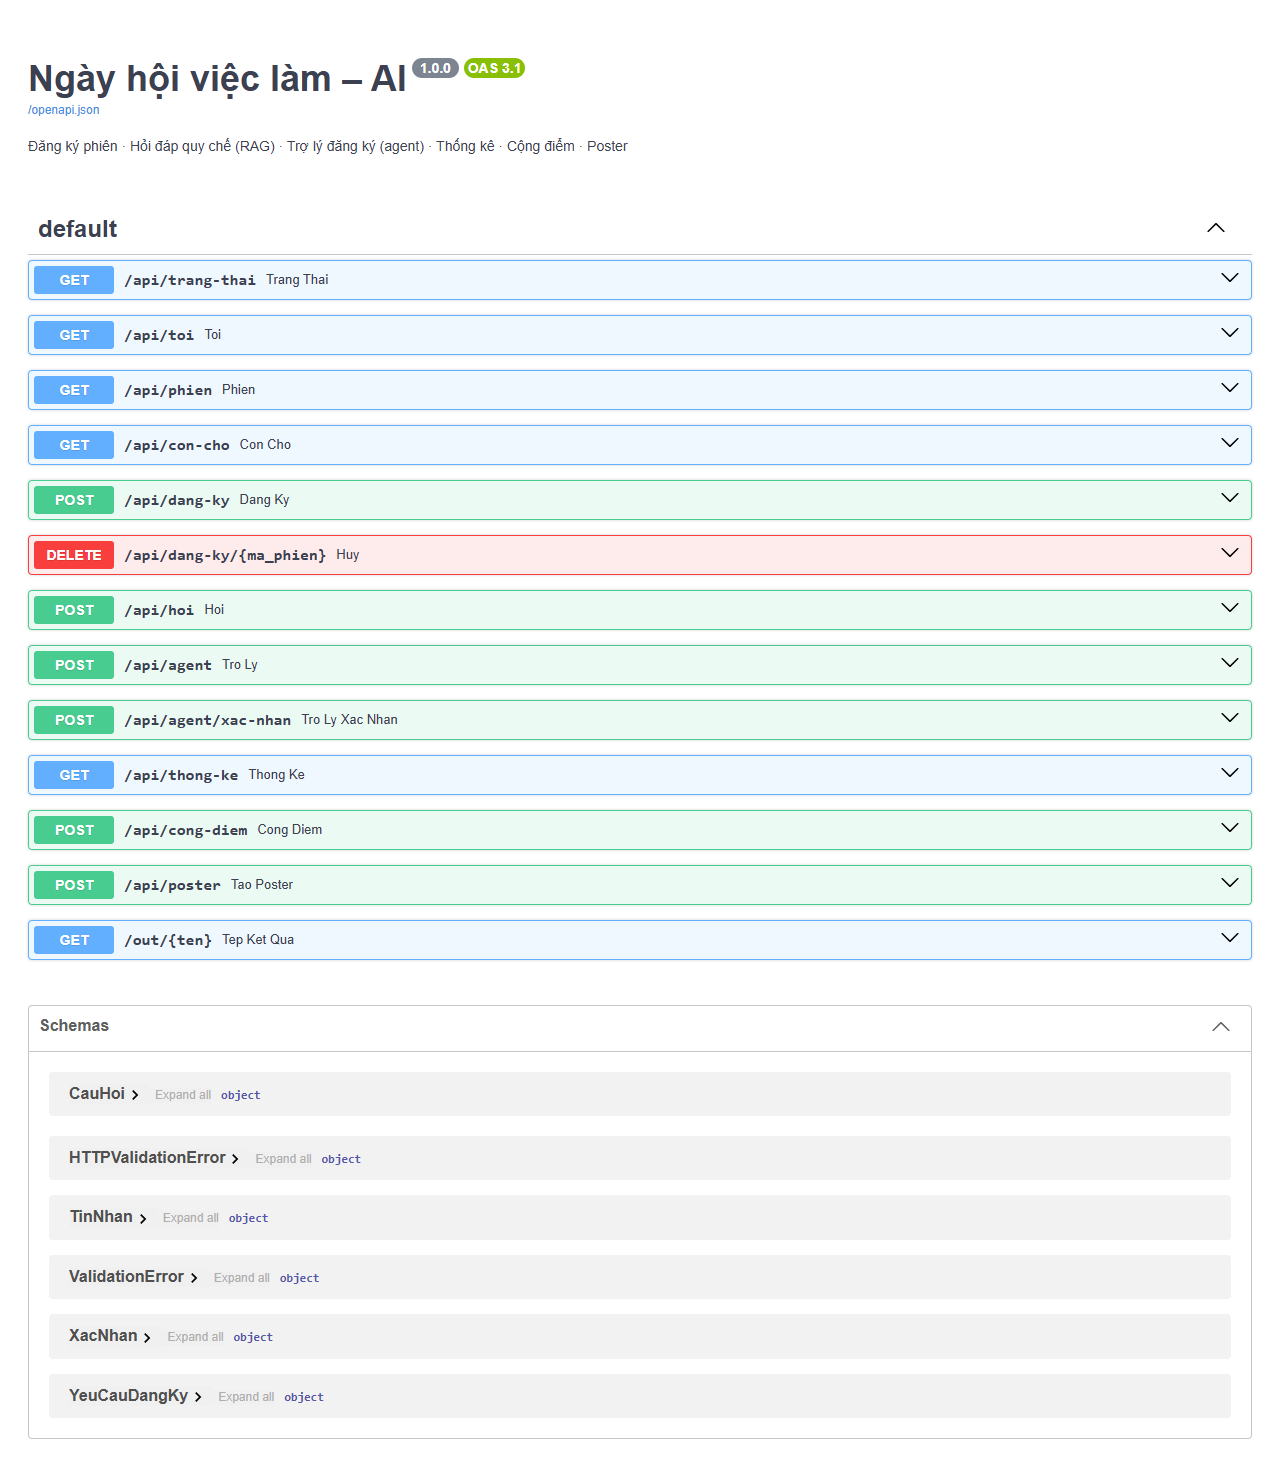 Ngày hội việc làm – AI 1.0.0 OAS 3.1
/openapi.json
Đăng ký phiên · Hỏi đáp quy chế (RAG) · Trợ lý đăng ký (agent) · Thống kê · Cộng điểm · Poster
default
GET /api/trang-thai Trang Thai
GET /api/toi Toi
GET /api/phien Phien
GET /api/con-cho Con Cho
POST /api/dang-ky Dang Ky
DELETE /api/dang-ky/{ma_phien} Huy
POST /api/hoi Hoi
POST /api/agent Tro Ly
POST /api/agent/xac-nhan Tro Ly Xac Nhan
GET /api/thong-ke Thong Ke
POST /api/cong-diem Cong Diem
POST /api/poster Tao Poster
GET /out/{ten} Tep Ket Qua
Schemas
CauHoi Expand all object
HTTPValidationError Expand all object
TinNhan Expand all object
ValidationError Expand all object
XacNhan Expand all object
YeuCauDangKy Expand all object